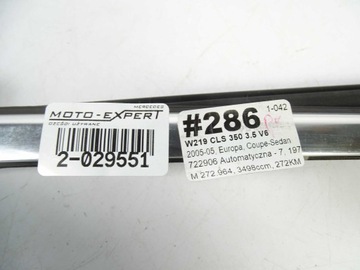 MERCEDES
MOTO-EXPERT
CZĘŚCI UŻYWANE
2-029551
1-042
#286
W219 CLS 350 3.5 V6
2005-05, Europa, Coupe-Sedan
722906 Automatyczna - 7, 197
M 272.964, 3498ccm, 272KM